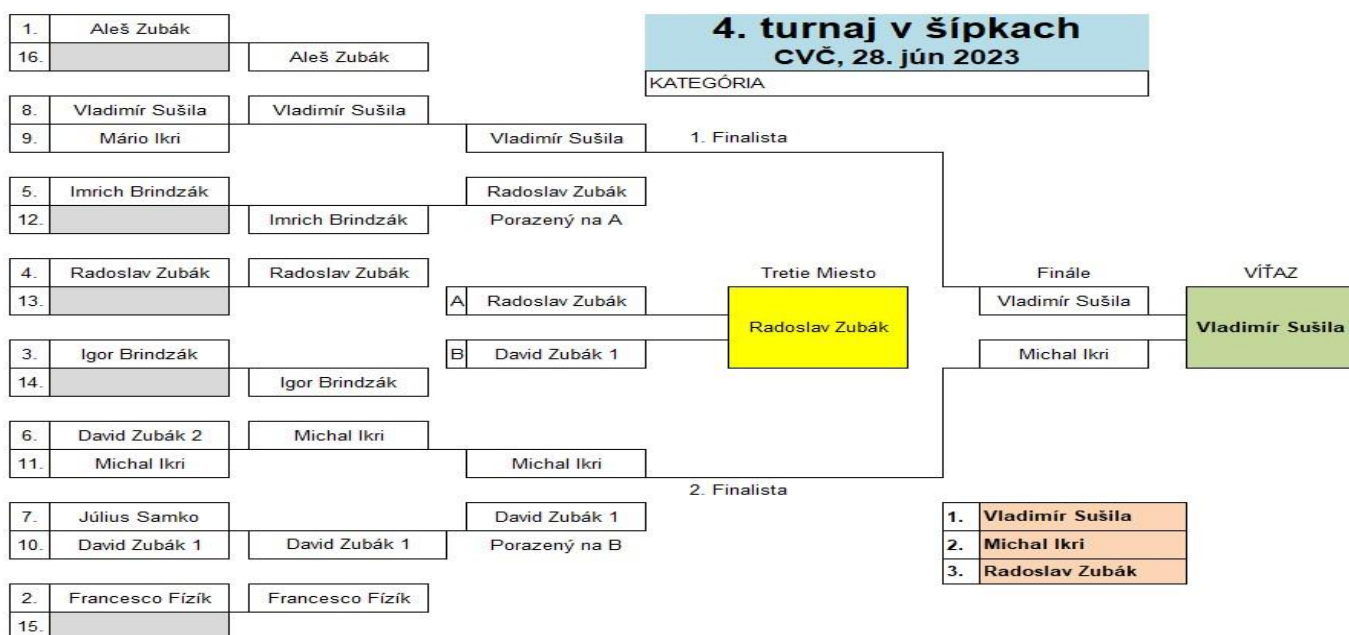 4. turnaj v šípkach
CVČ, 28. jún 2023
KATEGÓRIA
1. Aleš Zubák
16. Aleš Zubák
8. Vladimír Sušila Vladimír Sušila
9. Mário Ikri Vladimír Sušila 1. Finalista
5. Imrich Brindzák Radoslav Zubák
12. Imrich Brindzák Porazený na A
4. Radoslav Zubák Radoslav Zubák Tretie Miesto Finále VÍŤAZ
13. A Radoslav Zubák Vladimír Sušila
Radoslav Zubák Vladimír Sušila
3. Igor Brindzák B David Zubák 1 Michal Ikri
14. Igor Brindzák
6. David Zubák 2 Michal Ikri
11. Michal Ikri Michal Ikri
2. Finalista
7. Július Samko David Zubák 1 1. Vladimír Sušila
10. David Zubák 1 David Zubák 1 Porazený na B 2. Michal Ikri
3. Radoslav Zubák
2. Francesco Fízík Francesco Fízík
15.